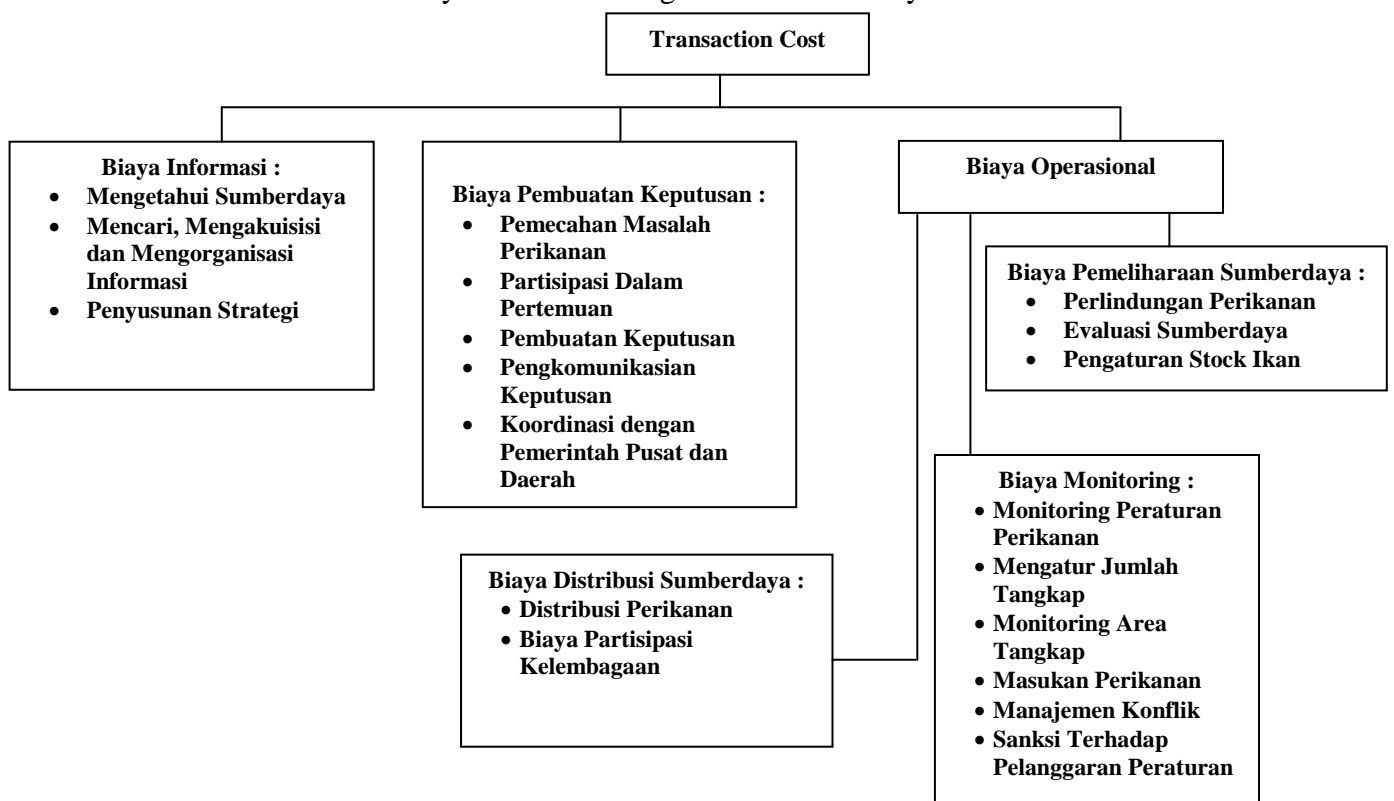 Transaction Cost
Biaya Informasi :
• Mengetahui Sumberdaya
• Mencari, Mengakuisisi
dan Mengorganisasi
Informasi
• Penyusunan Strategi
Biaya Pembuatan Keputusan :
• Pemecahan Masalah
Perikanan
• Partisipasi Dalam
Pertemuan
• Pembuatan Keputusan
• Pengkomunikasian
Keputusan
• Koordinasi dengan
Pemerintah Pusat dan
Daerah
Biaya Operasional
Biaya Pemeliharaan Sumberdaya :
• Perlindungan Perikanan
• Evaluasi Sumberdaya
• Pengaturan Stock Ikan
Biaya Monitoring :
• Monitoring Peraturan
Perikanan
• Mengatur Jumlah
Tangkap
• Monitoring Area
Tangkap
• Masukan Perikanan
• Manajemen Konflik
• Sanksi Terhadap
Pelanggaran Peraturan
Biaya Distribusi Sumberdaya :
• Distribusi Perikanan
• Biaya Partisipasi
Kelembagaan